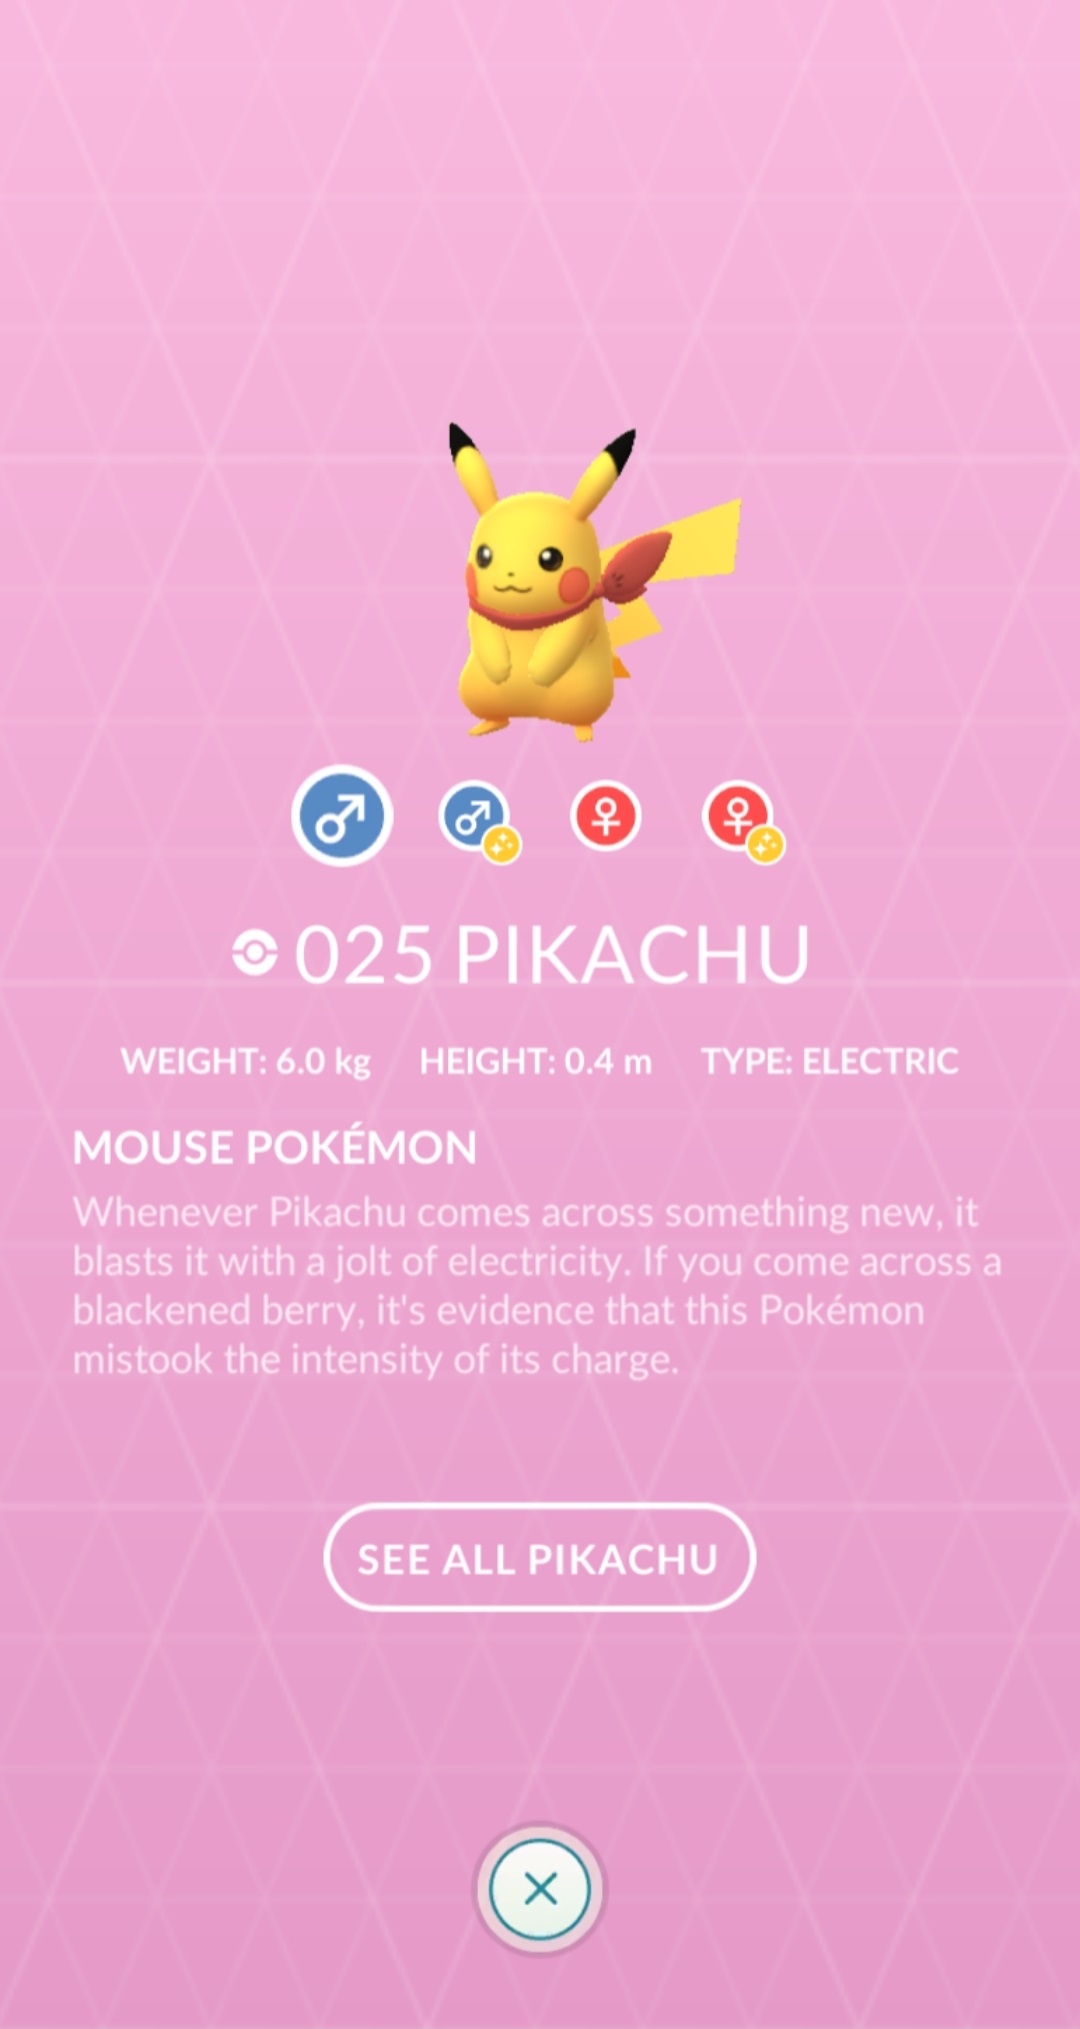 025 PIKACHU
WEIGHT: 6.0 kg HEIGHT: 0.4 m TYPE: ELECTRIC
MOUSE POKÉMON
Whenever Pikachu comes across something new, it
blasts it with a jolt of electricity. If you come across a
blackened berry, it's evidence that this Pokémon
mistook the intensity of its charge.
SEE ALL PIKACHU